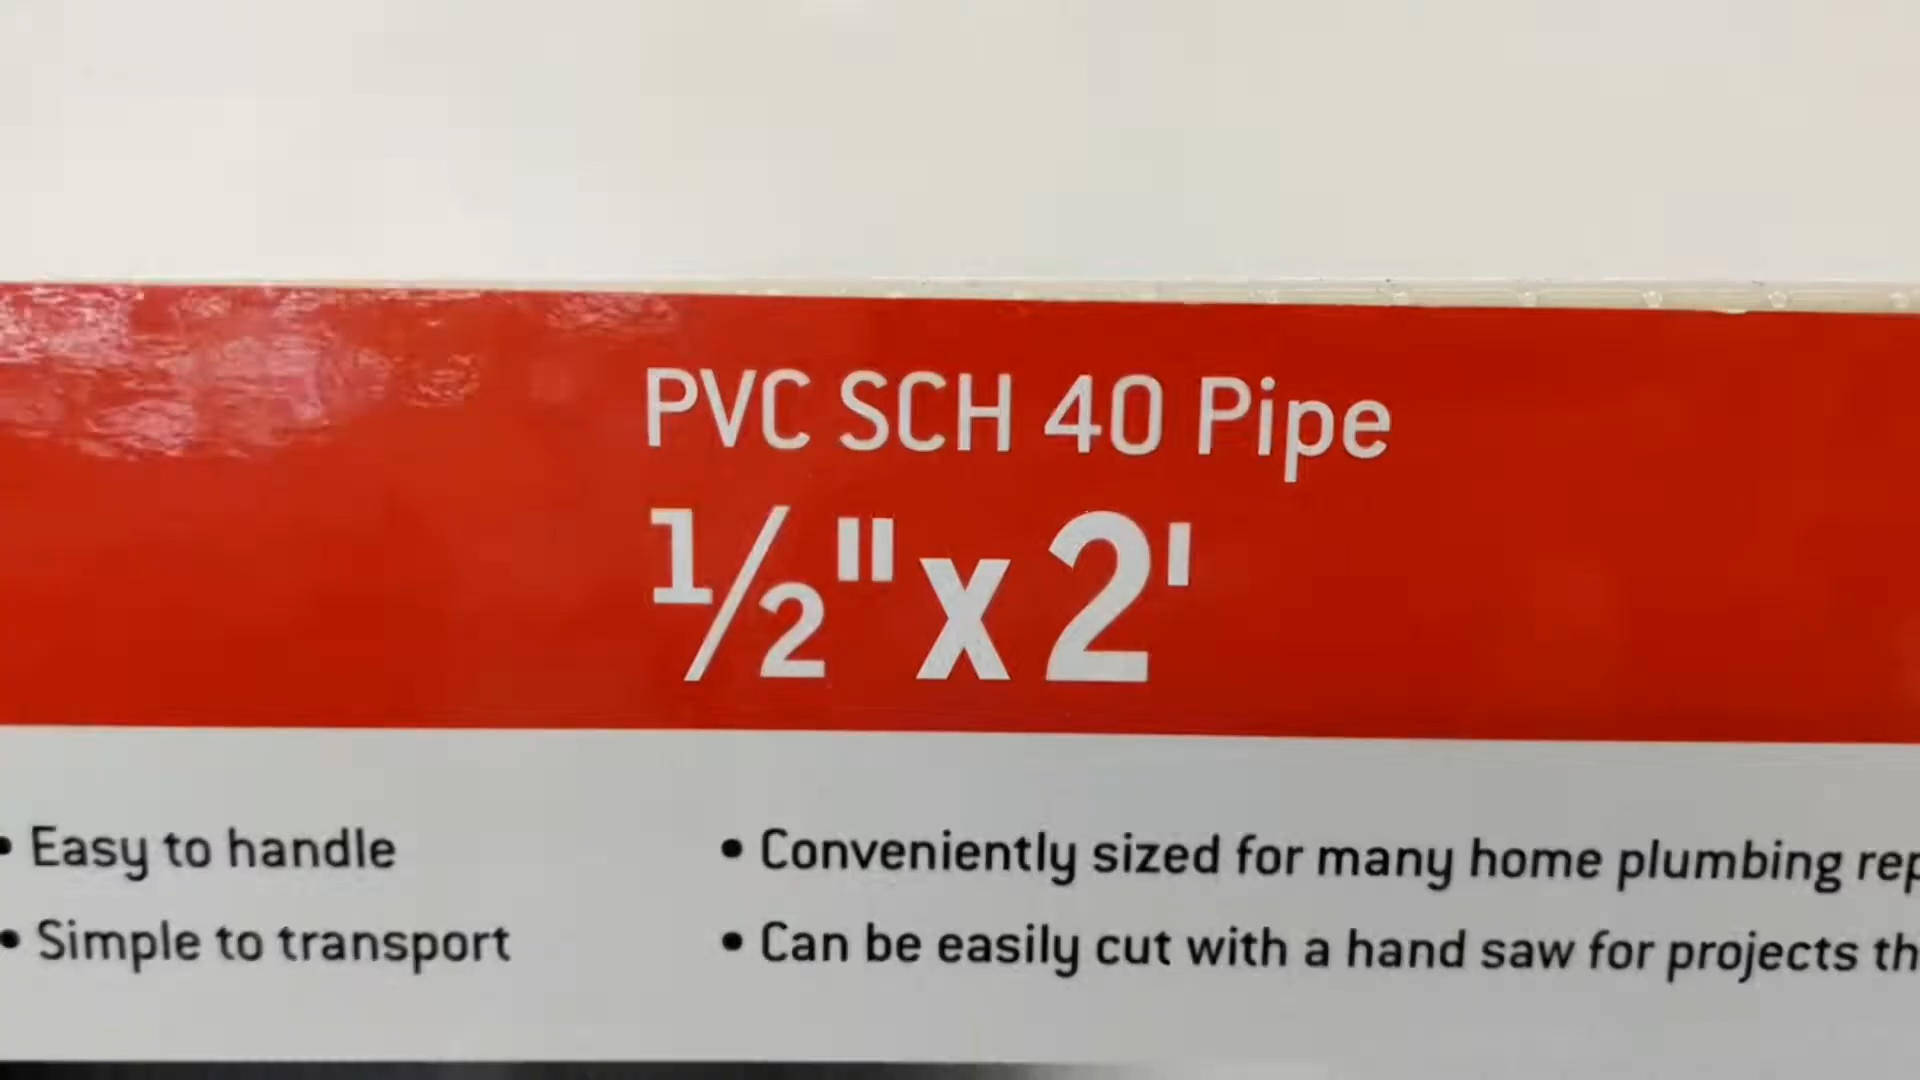 PVC SCH 40 Pipe
½"x 2'
• Easy to handle
• Simple to transport
• Conveniently sized for many home plumbing
• Can be easily cut with a hand saw for projects